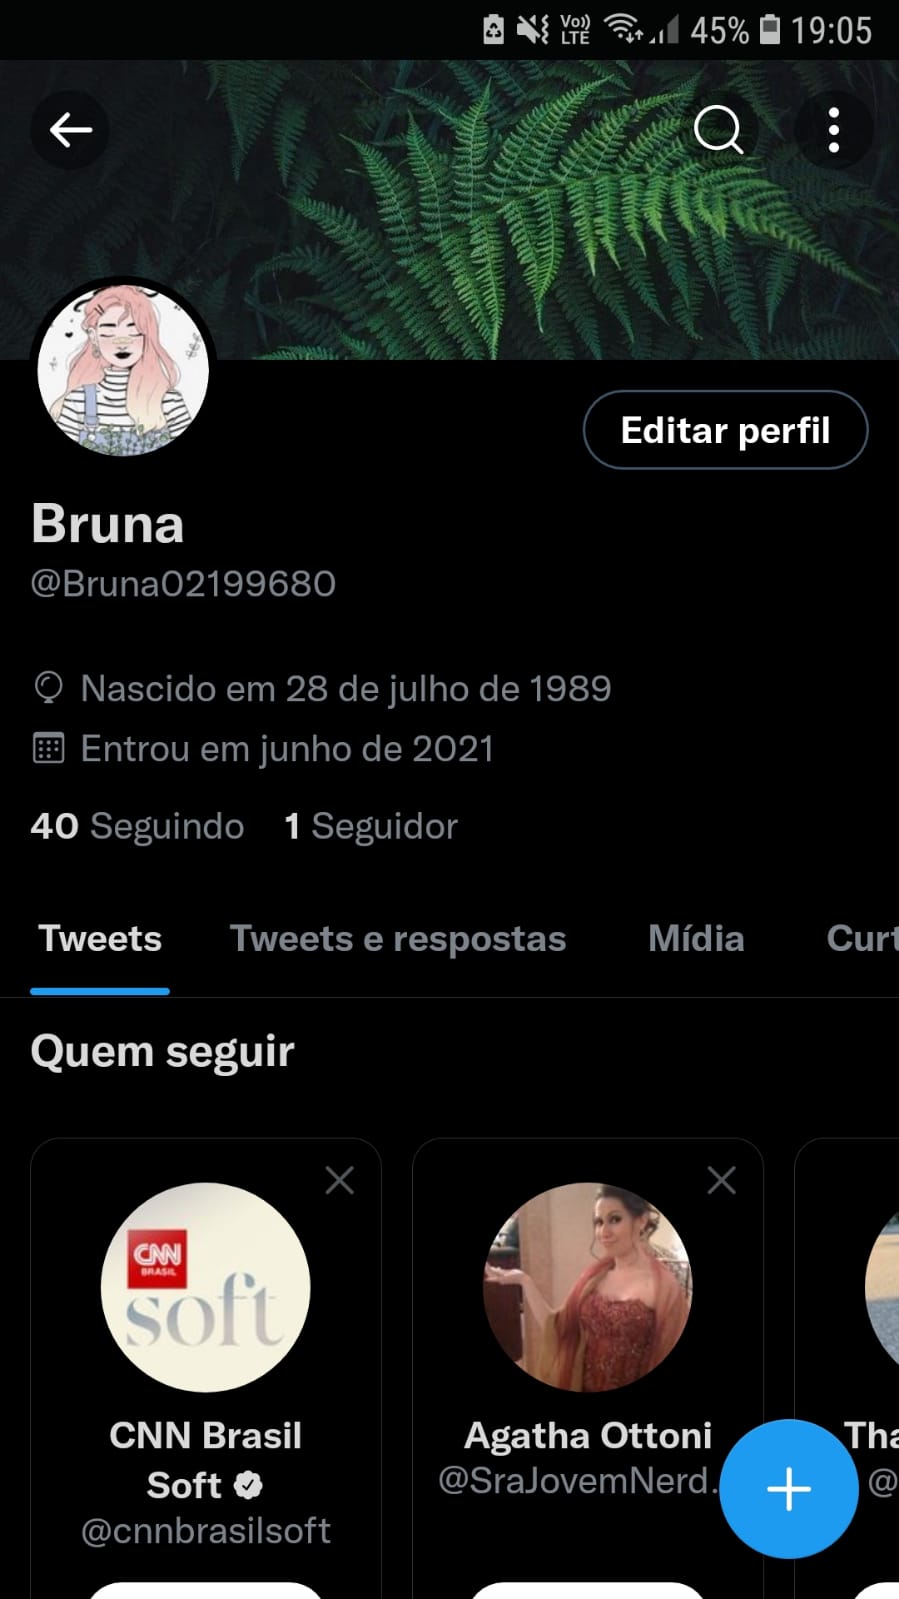 Vo)) LTE 45% 19:05
Editar perfil
Bruna
@Bruna02199680
Nascido em 28 de julho de 1989
Entrou em junho de 2021
40 Seguindo 1 Seguidor
Tweets Tweets e respostas Mídia Curt
Quem seguir
CNN
BRASIL
soft
CNN Brasil
Soft
@cnnbrasilsoft
Agatha Ottoni
@SraJovemNerd.
Tha
@